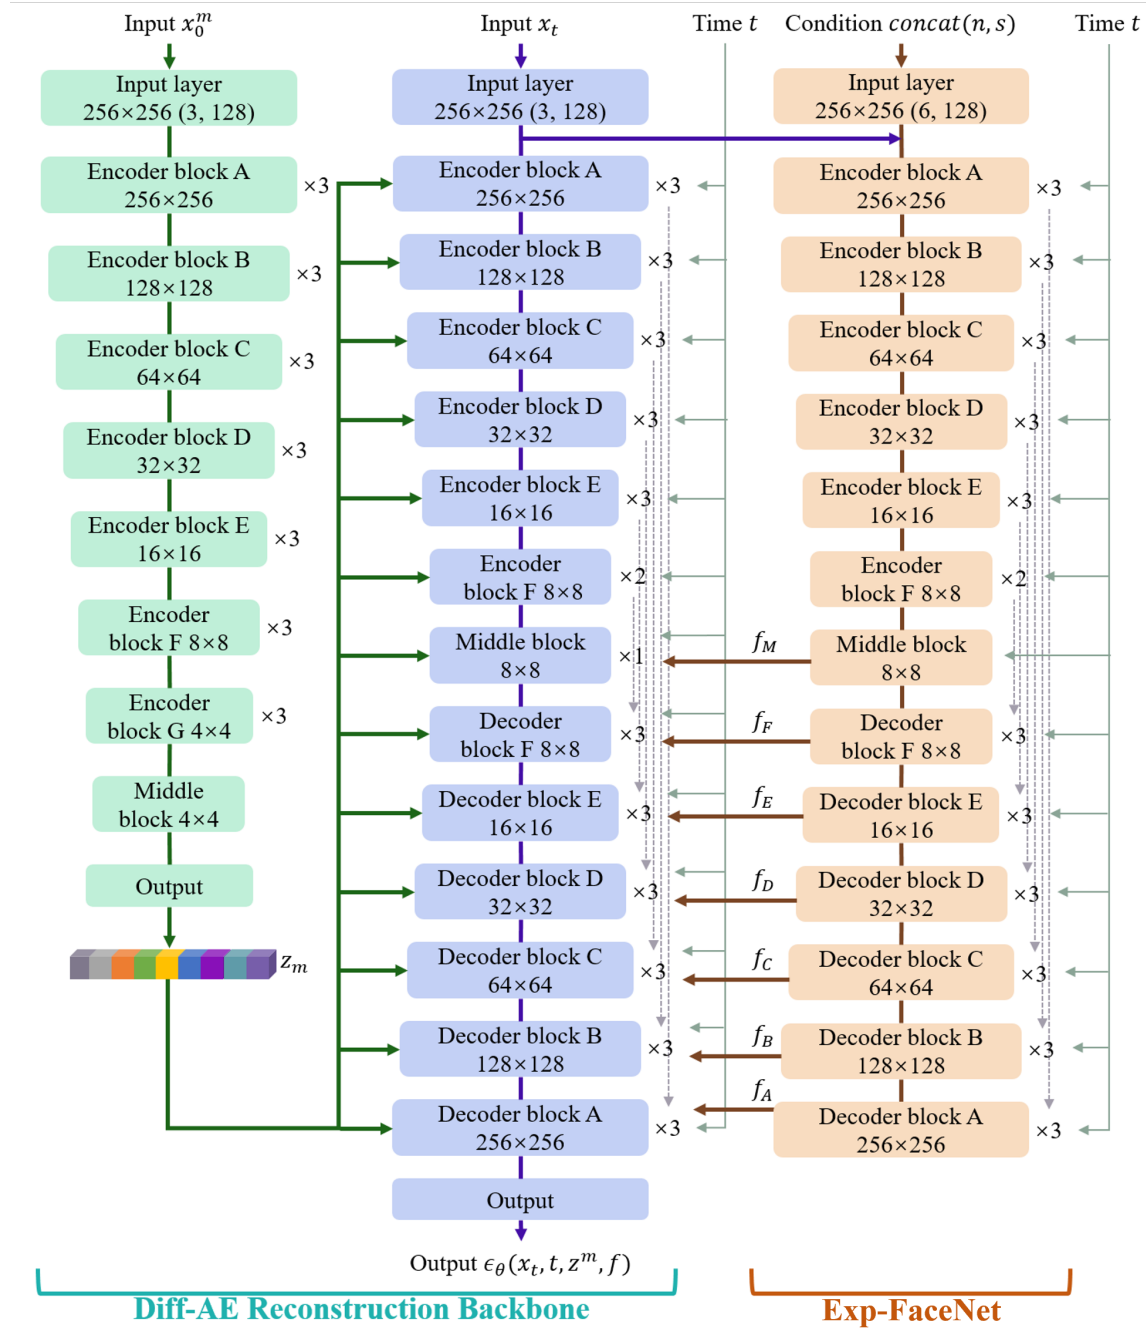 Input x_0^m
Input layer
256×256 (3, 128)
Encoder block A
256×256
×3
Encoder block B
128×128
×3
Encoder block C
64×64
×3
Encoder block D
32×32
×3
Encoder block E
16×16
×3
Encoder
block F 8×8
×3
Encoder
block G 4×4
×3
Middle
block 4×4
Output
z_m
Input x_t
Time t
Input layer
256×256 (3, 128)
Encoder block A
256×256
×3
Encoder block B
128×128
×3
Encoder block C
64×64
×3
Encoder block D
32×32
×3
Encoder block E
16×16
×3
Encoder
block F 8×8
×2
Middle block
8×8
×1
Decoder
block F 8×8
×3
Decoder block E
16×16
×3
Decoder block D
32×32
×3
Decoder block C
64×64
×3
Decoder block B
128×128
×3
Decoder block A
256×256
×3
Output
Output ϵ_θ(x_t, t, z^m, f)
f_M
f_F
f_E
f_D
f_C
f_B
f_A
Condition concat(n, s)
Time t
Input layer
256×256 (6, 128)
Encoder block A
256×256
×3
Encoder block B
128×128
×3
Encoder block C
64×64
×3
Encoder block D
32×32
×3
Encoder block E
16×16
×3
Encoder
block F 8×8
×2
Middle block
8×8
Decoder
block F 8×8
×3
Decoder block E
16×16
×3
Decoder block D
32×32
×3
Decoder block C
64×64
×3
Decoder block B
128×128
×3
Decoder block A
256×256
×3
Diff-AE Reconstruction Backbone
Exp-FaceNet